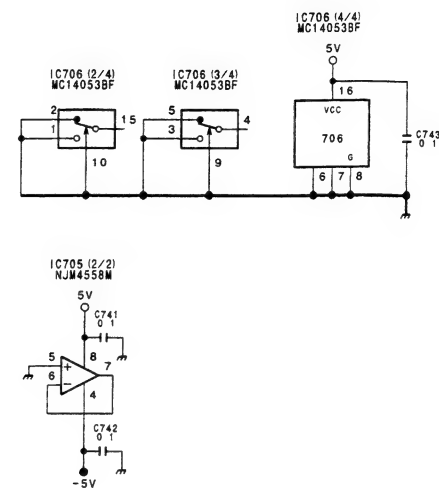 IC706 (4/4)
MC14053BF
5V
IC706 (2/4)
MC14053BF
IC706 (3/4)
MC14053BF
16
VCC
706
G
C743
0 1
2
1
15
10
5
3
4
9
6 7 8
IC705 (2/2)
NJM4558M
5V
C741
0 1
8
5
6
+
−
7
4
C742
0 1
-5V